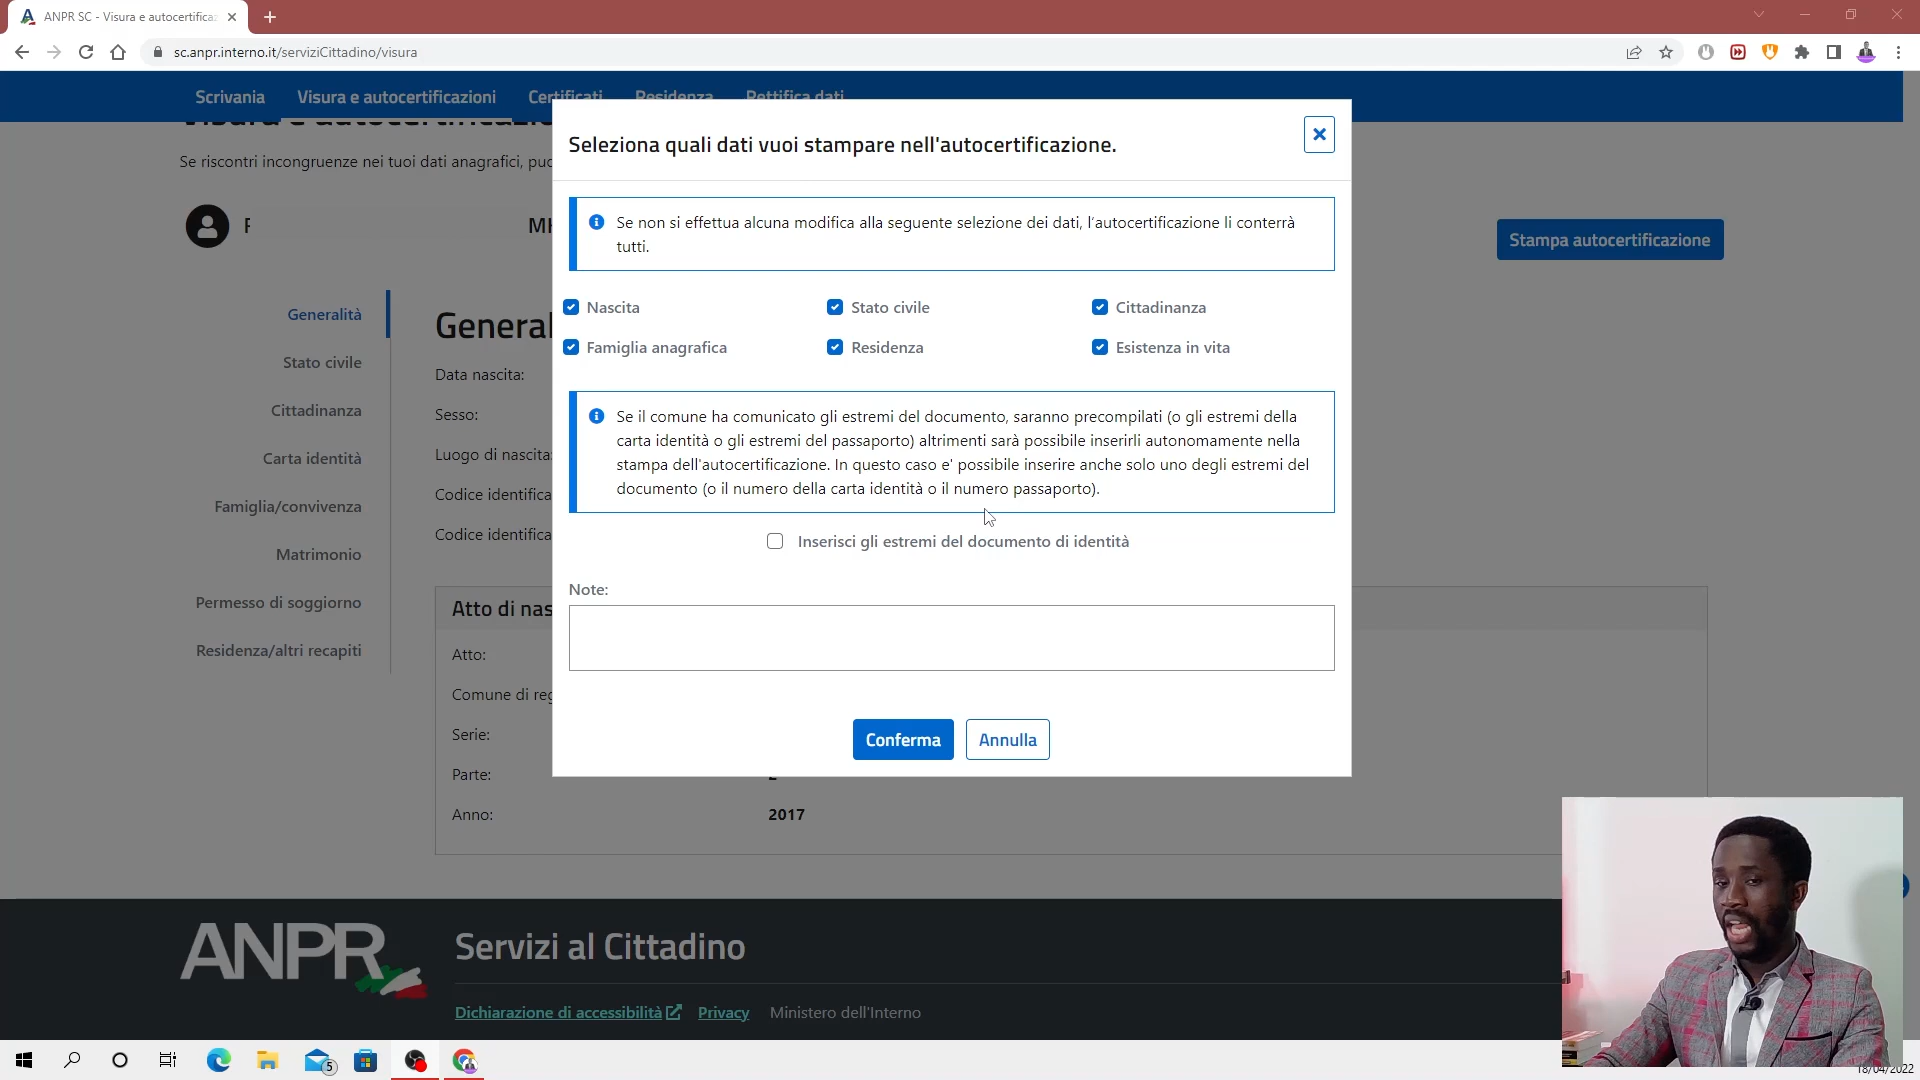 ANPR SC - Visura e autocertifica
sc.anpr.interno.it/serviziCittadino/visura
Scrivania Visura e autocertificazioni Certificati Residenza Rettifica dati
Se riscontri incongruenze nei tuoi dati anagrafici,
Stampa autocertificazione
Generalità
Stato civile
Cittadinanza
Carta identità
Famiglia/convivenza
Matrimonio
Permesso di soggiorno
Residenza/altri recapiti
Data nascita:
Sesso:
Luogo di nascita:
Codice
Codice
Atto di
Atto:
Comune di
Serie:
Parte:
Anno: 2017
Seleziona quali dati vuoi stampare nell'autocertificazione.
Se non si effettua alcuna modifica alla seguente selezione dei dati, l'autocertificazione li conterrà
tutti.
Nascita Stato civile Cittadinanza
Famiglia anagrafica Residenza Esistenza in vita
Se il comune ha comunicato gli estremi del documento, saranno precompilati (o gli estremi della
carta identità o gli estremi del passaporto) altrimenti sarà possibile inserirli autonomamente nella
stampa dell'autocertificazione. In questo caso e' possibile inserire anche solo uno degli estremi del
documento (o il numero della carta identità o il numero passaporto).
Inserisci gli estremi del documento di identità
Note:
Conferma Annulla
ANPR
Servizi al Cittadino
Dichiarazione di accessibilità Privacy Ministero dell'Interno
5
18/04/2022